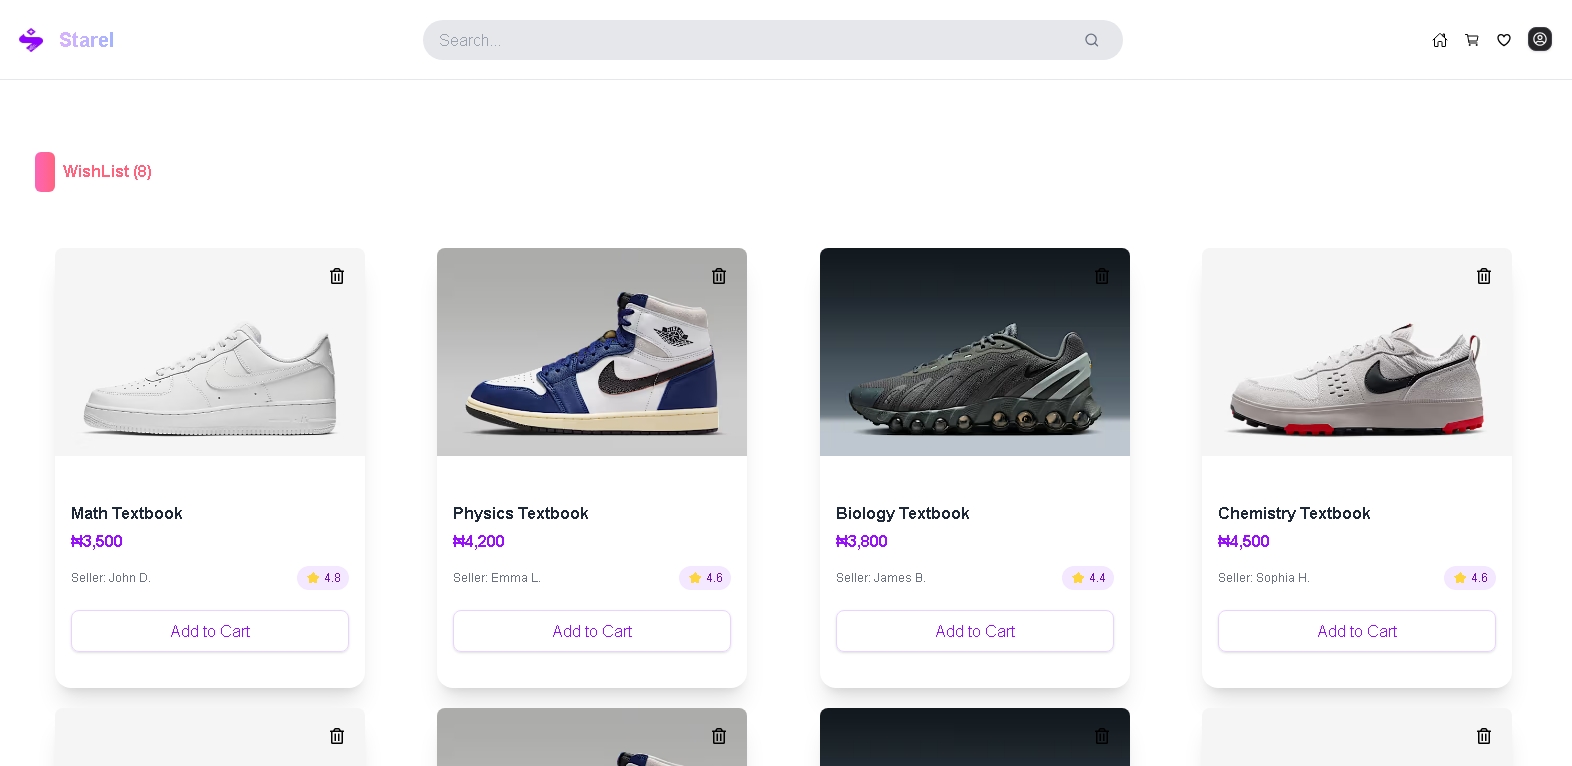 Starel
Search...
WishList (8)
Math Textbook
₦3,500
Seller: John D.
4.8
Add to Cart
Physics Textbook
₦4,200
Seller: Emma L.
4.6
Add to Cart
Biology Textbook
₦3,800
Seller: James B.
4.4
Add to Cart
Chemistry Textbook
₦4,500
Seller: Sophia H.
4.6
Add to Cart